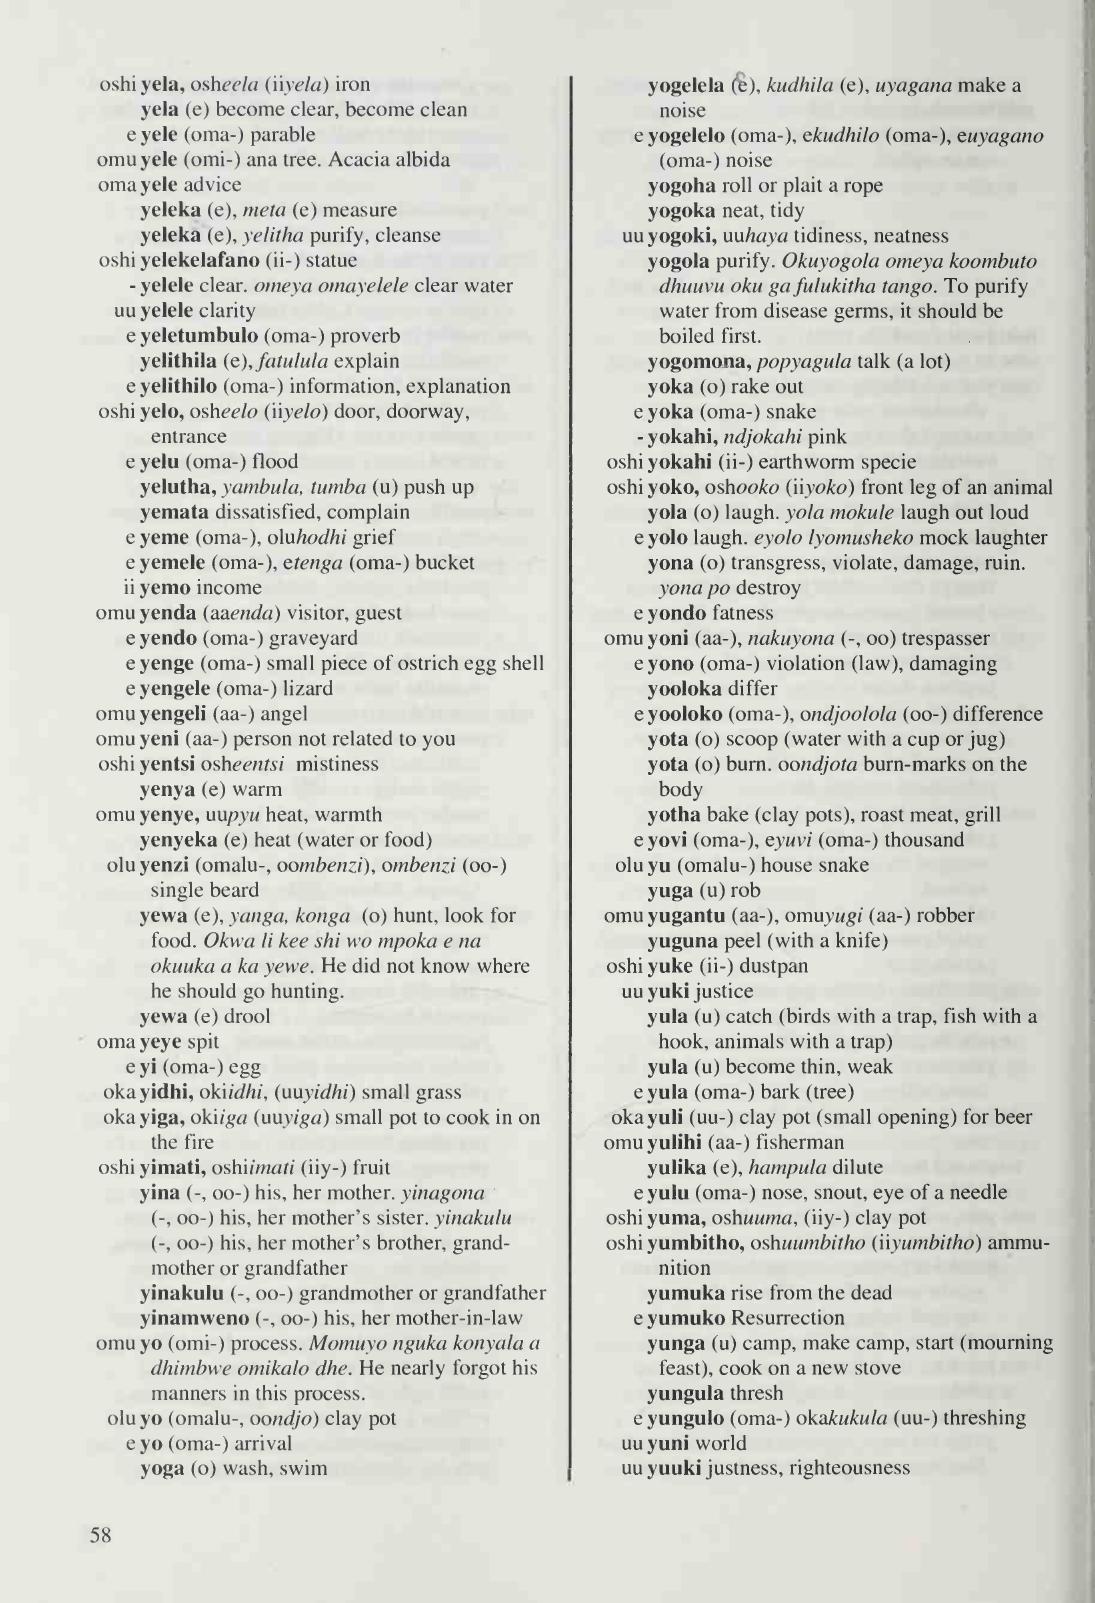 oshi yela, osheela (iiyela) iron
yela (e) become clear, become clean
e yele (oma-) parable
omu yele (omi-) ana tree. Acacia albida
oma yele advice
yeleka (e), meta (e) measure
yeleka (e), yelitha purify, cleanse
oshi yelekelafano (ii-) statue
- yelele clear. omeya omayelele clear water
uu yelele clarity
e yeletumbulo (oma-) proverb
yelithila (e), fatulula explain
e yelithilo (oma-) information, explanation
oshi yelo, osheelo (iiyelo) door, doorway,
entrance
e yelu (oma-) flood
yelutha, yambula, tumba (u) push up
yemata dissatisfied, complain
e yeme (oma-), oluhodhi grief
e yemele (oma-), etenga (oma-) bucket
ii yemo income
omu yenda (aaenda) visitor, guest
e yendo (oma-) graveyard
e yenge (oma-) small piece of ostrich egg shell
e yengele (oma-) lizard
omu yengeli (aa-) angel
omu yeni (aa-) person not related to you
oshi yentsi osheentsi mistiness
yenya (e) warm
omu yenye, uupyu heat, warmth
yenyeka (e) heat (water or food)
olu yenzi (omalu-, oombenzi), ombenzi (oo-)
single beard
yewa (e), yanga, konga (o) hunt, look for
food. Okwa li kee shi wo mpoka e na
okuuka a ka yewe. He did not know where
he should go hunting.
yewa (e) drool
oma yeye spit
e yi (oma-) egg
oka yidhi, okiidhi, (uuyidhi) small grass
oka yiga, okiiga (uuyiga) small pot to cook in on
the fire
oshi yimati, oshiimati (iiy-) fruit
yina (-, oo-) his, her mother. yinagona
(-, oo-) his, her mother's sister. yinakulu
(-, oo-) his, her mother's brother, grand-
mother or grandfather
yinakulu (-, oo-) grandmother or grandfather
yinamweno (-, oo-) his, her mother-in-law
omu yo (omi-) process. Momuyo nguka konyala a
dhimbwe omikalo dhe. He nearly forgot his
manners in this process.
olu yo (omalu-, oondjo) clay pot
e yo (oma-) arrival
yoga (o) wash, swim
yogelela (e), kudhila (e), uyagana make a
noise
e yogelelo (oma-), ekudhilo (oma-), euyagano
(oma-) noise
yogoha roll or plait a rope
yogoka neat, tidy
uu yogoki, uuhaya tidiness, neatness
yogola purify. Okuyogola omeya koombuto
dhuuvu oku ga fulukitha tango. To purify
water from disease germs, it should be
boiled first.
yogomona, popyagula talk (a lot)
yoka (o) rake out
e yoka (oma-) snake
- yokahi, ndjokahi pink
oshi yokahi (ii-) earthworm specie
oshi yoko, oshooko (iiyoko) front leg of an animal
yola (o) laugh. yola mokule laugh out loud
e yolo laugh. eyolo lyomusheko mock laughter
yona (o) transgress, violate, damage, ruin.
yona po destroy
e yondo fatness
omu yoni (aa-), nakuyona (-, oo) trespasser
e yono (oma-) violation (law), damaging
yooloka differ
e yooloko (oma-), ondjoolola (oo-) difference
yota (o) scoop (water with a cup or jug)
yota (o) burn. oondjota burn-marks on the
body
yotha bake (clay pots), roast meat, grill
e yovi (oma-), eyuvi (oma-) thousand
olu yu (omalu-) house snake
yuga (u) rob
omu yugantu (aa-), omuyugi (aa-) robber
yuguna peel (with a knife)
oshi yuke (ii-) dustpan
uu yuki justice
yula (u) catch (birds with a trap, fish with a
hook, animals with a trap)
yula (u) become thin, weak
e yula (oma-) bark (tree)
oka yuli (uu-) clay pot (small opening) for beer
omu yulihi (aa-) fisherman
yulika (e), hampula dilute
e yulu (oma-) nose, snout, eye of a needle
oshi yuma, oshuuma, (iiy-) clay pot
oshi yumbitho, oshuumbitho (iiyumbitho) ammu-
nition
yumuka rise from the dead
e yumuko Resurrection
yunga (u) camp, make camp, start (mourning
feast), cook on a new stove
yungula thresh
e yungulo (oma-) okakukula (uu-) threshing
uu yuni world
uu yuuki justness, righteousness
58